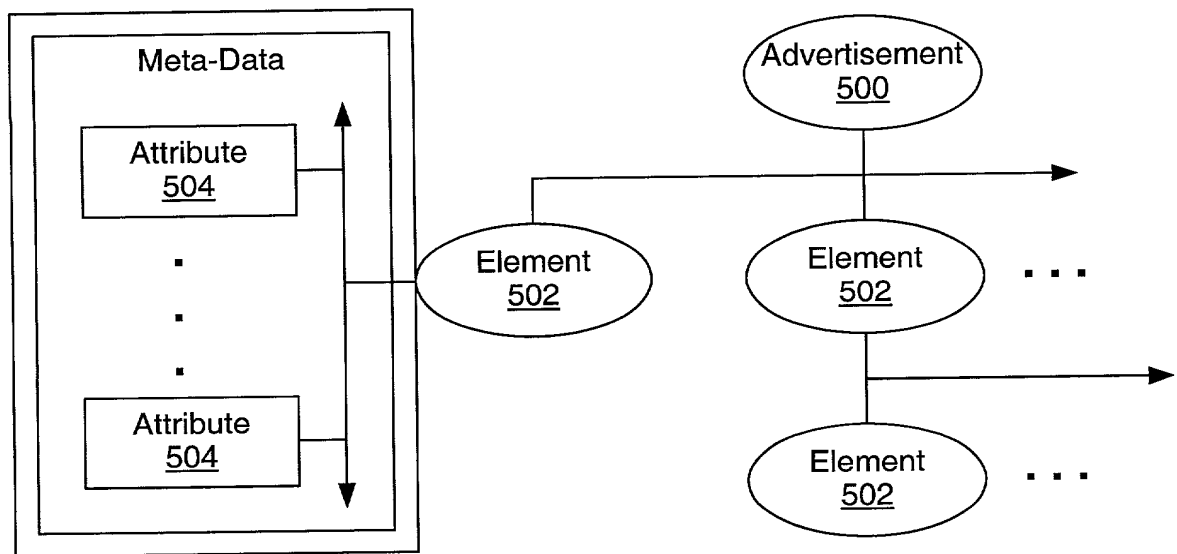 Meta-Data
Attribute
504
Attribute
504
Element
502
Advertisement
500
Element
502
Element
502